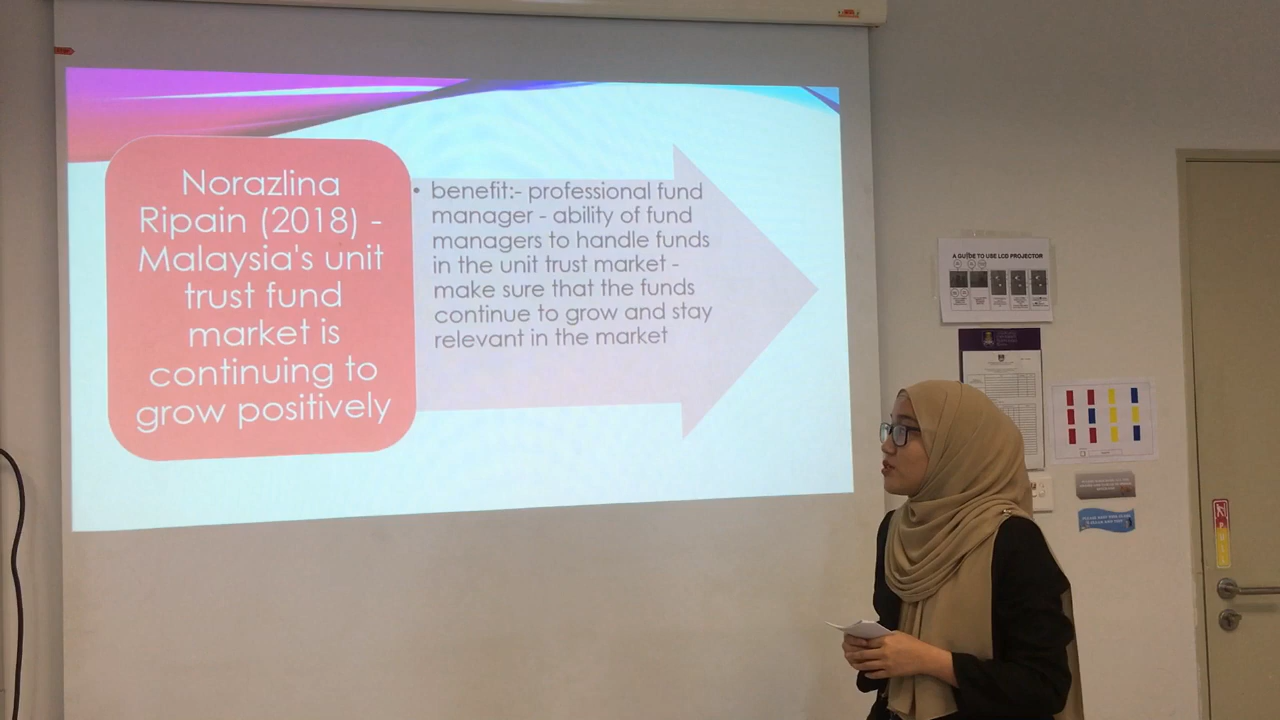 Norazlina
Ripain (2018) -
Malaysia's unit
trust fund
market is
continuing to
grow positively
• benefit:- professional fund
manager - ability of fund
managers to handle funds
in the unit trust market -
make sure that the funds
continue to grow and stay
relevant in the market
A GUIDE TO USE LCD PROJECTOR